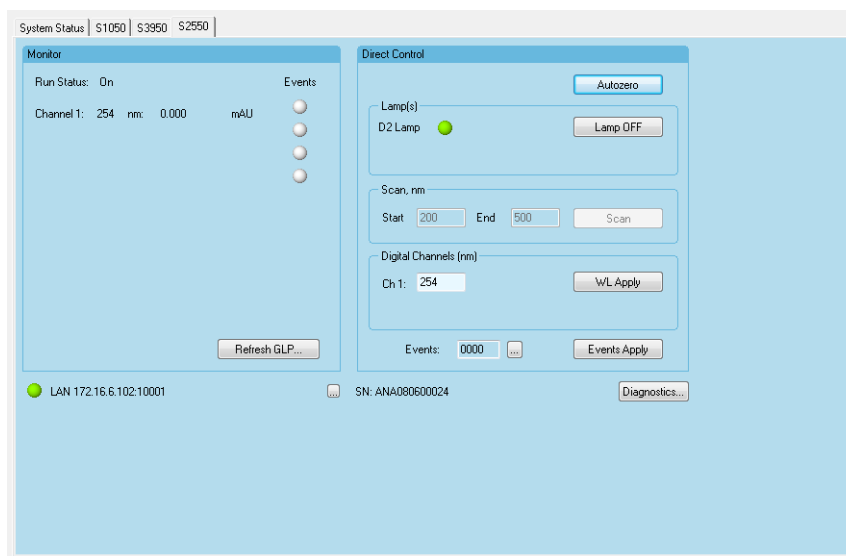 System Status S1050 S3950 S2550
Monitor
Run Status: On Events
Channel 1: 254 nm: 0.000 mAU
Refresh GLP...
Direct Control
Autozero
Lamp(s)
D2 Lamp Lamp OFF
Scan, nm
Start 200 End 500 Scan
Digital Channels (nm)
Ch 1: 254 WL Apply
Events: 0000 ... Events Apply
LAN 172.16.6.102:10001 ... SN: ANA080600024 Diagnostics...